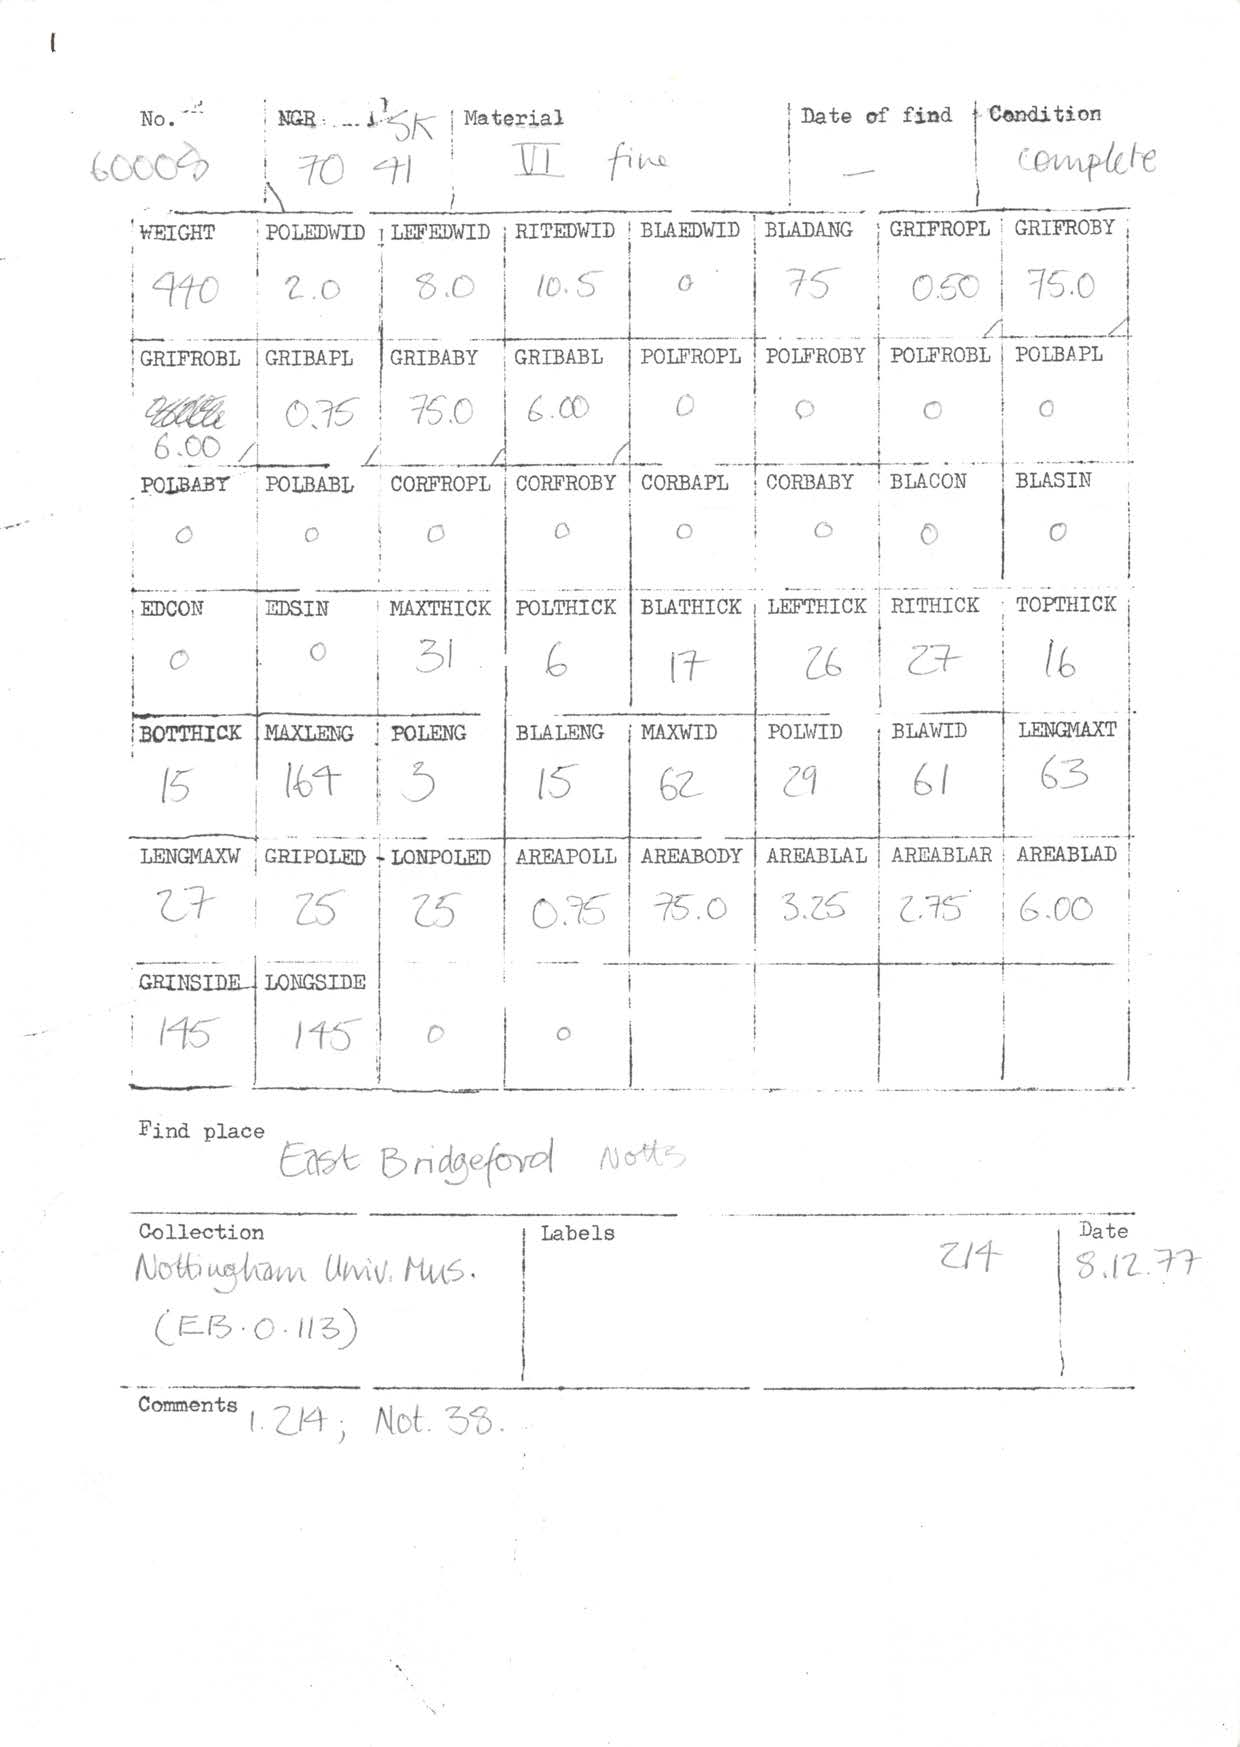 1
No. NGR SK Material Date of find Condition
70 41 VI fine — complete
WEIGHT POLEDWID LEFEDWID RITEDWID BLAEDWID BLADANG GRIFROPL GRIFROBY
440 2.0 8.0 10.5 0 75 0.50 75.0
GRIFROBL GRIBAPL GRIBABY GRIBABL POLFROPL POLFROBY POLFROBL POLBAPL
6.00 0.75 75.0 6.00 0 0 0 0
POLBABY POLBABL CORFROPL CORFROBY CORBAPL CORBABY BLACON BLASIN
0 0 0 0 0 0 0 0
EDCON EDSIN MAXTHICK POLTHICK BLATHICK LEFTHICK RITHICK TOPTHICK
0 0 31 6 17 26 27 16
BOTTHICK MAXLENG POLENG BLALENG MAXWID POLWID BLAWID LENGMAXT
15 164 3 15 62 29 61 63
LENGMAXW GRIPOLED LONPOLED AREAPOLL AREABODY AREABLAL AREABLAR AREABLAD
27 25 25 0.75 75.0 3.25 2.75 6.00
GRINSIDE LONGSIDE
145 145 0 0
Find place
East Bridgeford Notts
Collection Labels Date
Nottingham Univ. Mus. 214 8.12.77
(EB.0.113)
Comments 1.214; Not. 38.